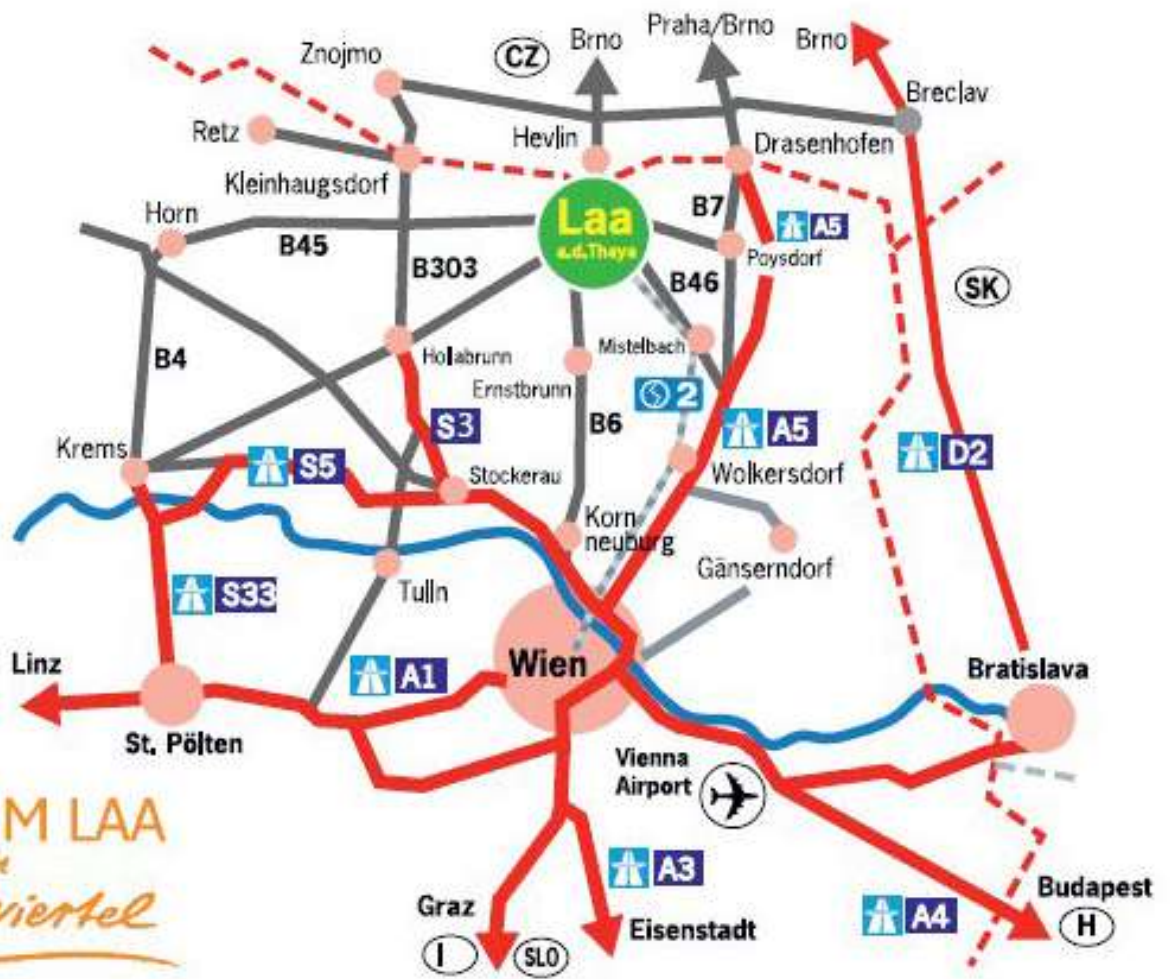 Praha/Brno
Brno
Brno
CZ
Znojmo
Breclav
Retz
Hevlin
Drasenhofen
Kleinhaugsdorf
Laa
a.d.Thaya
B7
A5
Horn
B45
B303
Poysdorf
B46
SK
B4
Hollabrunn
Mistelbach
Ernstbrunn
2
S3
B6
A5
D2
Krems
S5
Stockerau
Wolkersdorf
Korn
neuburg
Gänserndorf
S33
Tulln
Linz
A1
Wien
Bratislava
St. Pölten
Vienna
Airport
M LAA
viertel
A3
Graz
Eisenstadt
A4
Budapest
H
I
SLO